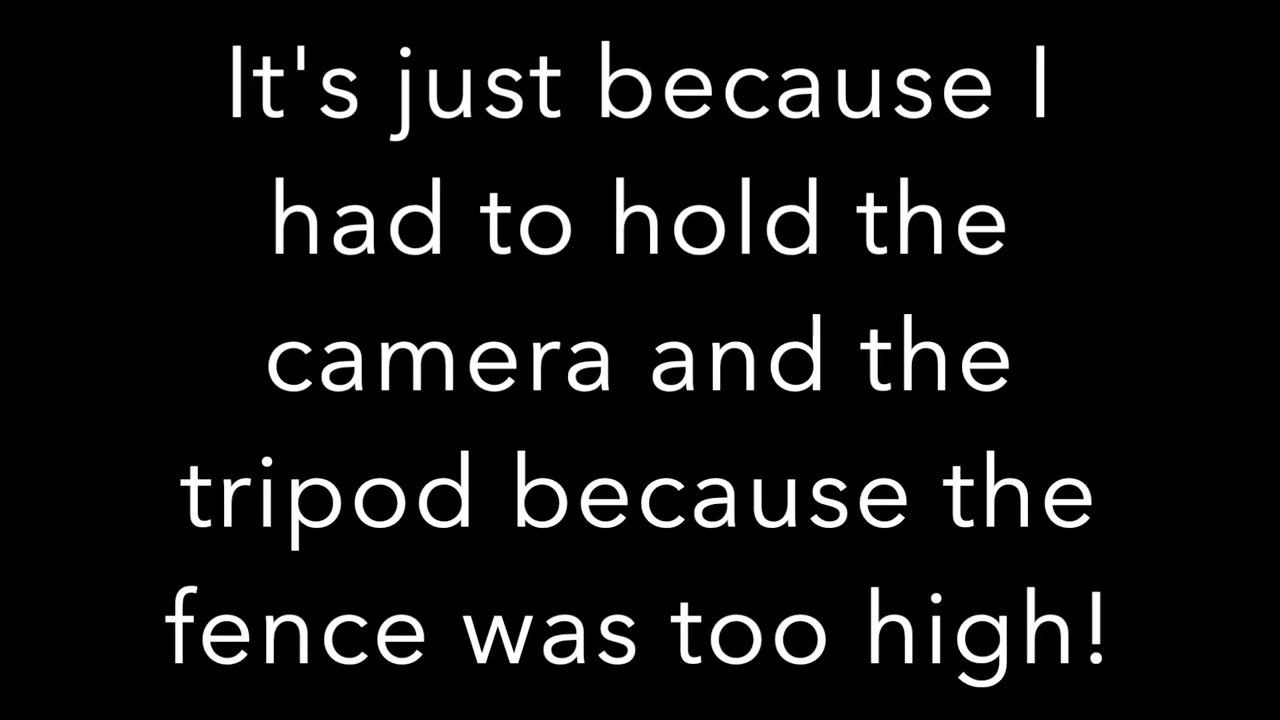 It's just because I
had to hold the
camera and the
tripod because the
fence was too high!